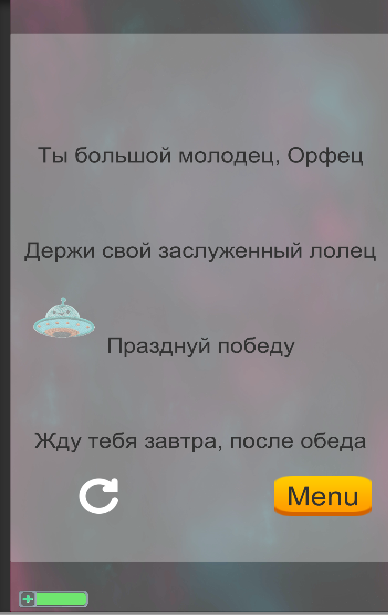 Ты большой молодец, Орфец
Держи свой заслуженный лолец
Празднуй победу
Жду тебя завтра, после обеда
Menu